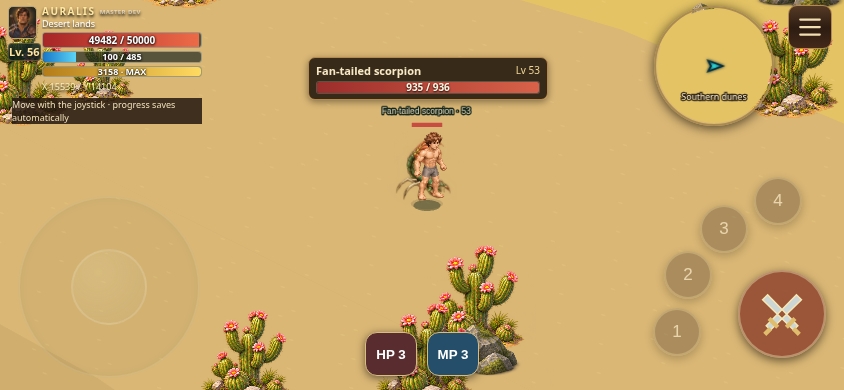 AURALIS MASTER DEV
Desert lands
49482 / 50000
Lv. 56
100 / 485
3158 · MAX
Move with the joystick · progress saves
automatically
Fan-tailed scorpion Lv 53
935 / 936
Fan-tailed scorpion · 53
Southern dunes
4
3
2
1
HP 3
MP 3